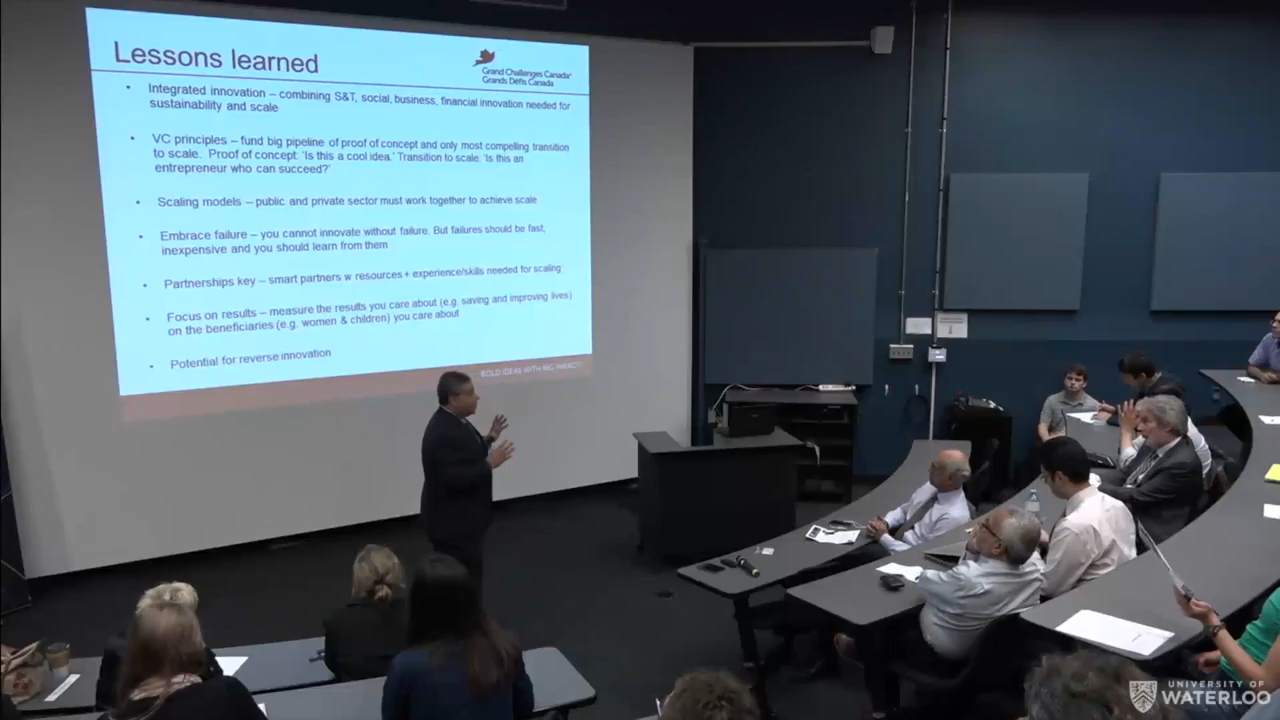 Lessons learned
Grand Challenges Canada®
Grands Défis Canada
• Integrated innovation – combining S&T, social, business, financial innovation needed for
sustainability and scale
• VC principles – fund big pipeline of proof of concept and only most compelling transition
to scale. Proof of concept: 'Is this a cool idea.' Transition to scale. 'Is this an
entrepreneur who can succeed?'
• Scaling models – public and private sector must work together to achieve scale
• Embrace failure – you cannot innovate without failure. But failures should be fast,
inexpensive and you should learn from them
• Partnerships key – smart partners w resources + experience/skills needed for scaling
• Focus on results – measure the results you care about (e.g. saving and improving lives)
on the beneficiaries (e.g. women & children) you care about
• Potential for reverse innovation
BOLD IDEAS WITH BIG IMPACT®
UNIVERSITY OF
WATERLOO